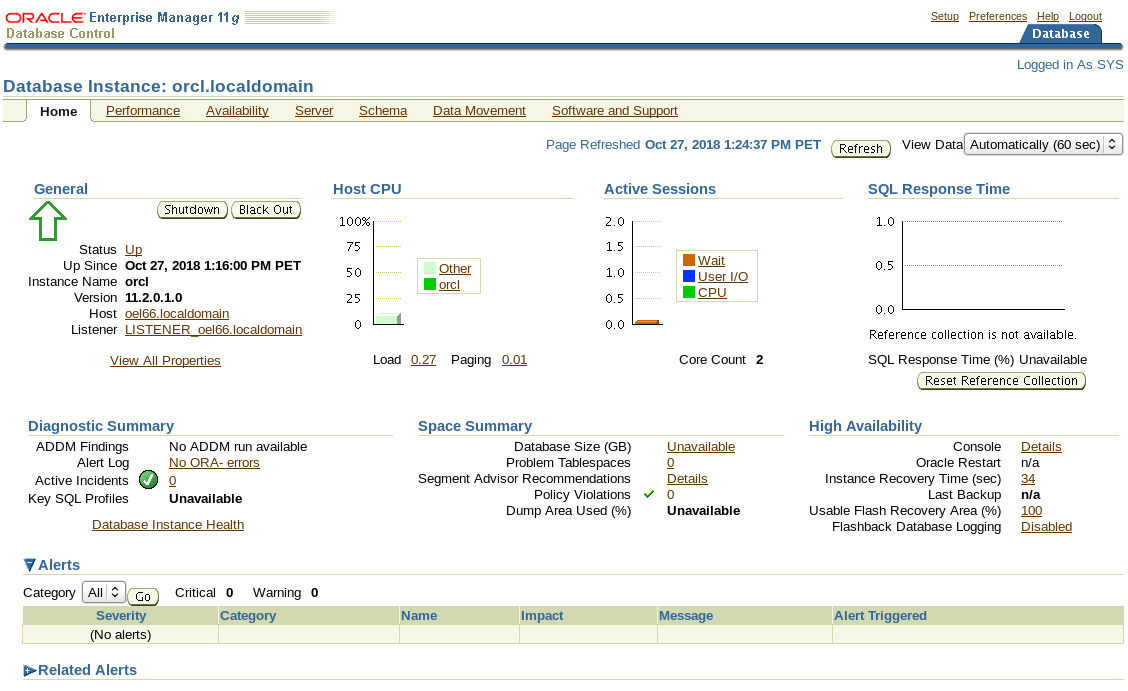 ORACLE Enterprise Manager 11g
Database Control
Setup Preferences Help Logout
Database
Logged in As SYS
Database Instance: orcl.localdomain
Home Performance Availability Server Schema Data Movement Software and Support
Page Refreshed Oct 27, 2018 1:24:37 PM PET Refresh View Data Automatically (60 sec)
General
Shutdown Black Out
Status Up
Up Since Oct 27, 2018 1:16:00 PM PET
Instance Name orcl
Version 11.2.0.1.0
Host oel66.localdomain
Listener LISTENER_oel66.localdomain
View All Properties
Host CPU
100%
75
50
25
0
Other
orcl
Load 0.27 Paging 0.01
Active Sessions
2.0
1.5
1.0
0.5
0.0
Wait
User I/O
CPU
Core Count 2
SQL Response Time
1.0
0.5
0.0
Reference collection is not available.
SQL Response Time (%) Unavailable
Reset Reference Collection
Diagnostic Summary
ADDM Findings No ADDM run available
Alert Log No ORA- errors
Active Incidents 0
Key SQL Profiles Unavailable
Database Instance Health
Space Summary
Database Size (GB) Unavailable
Problem Tablespaces 0
Segment Advisor Recommendations Details
Policy Violations 0
Dump Area Used (%) Unavailable
High Availability
Console Details
Oracle Restart n/a
Instance Recovery Time (sec) 34
Last Backup n/a
Usable Flash Recovery Area (%) 100
Flashback Database Logging Disabled
Alerts
Category All Go Critical 0 Warning 0
Severity Category Name Impact Message Alert Triggered
(No alerts)
Related Alerts